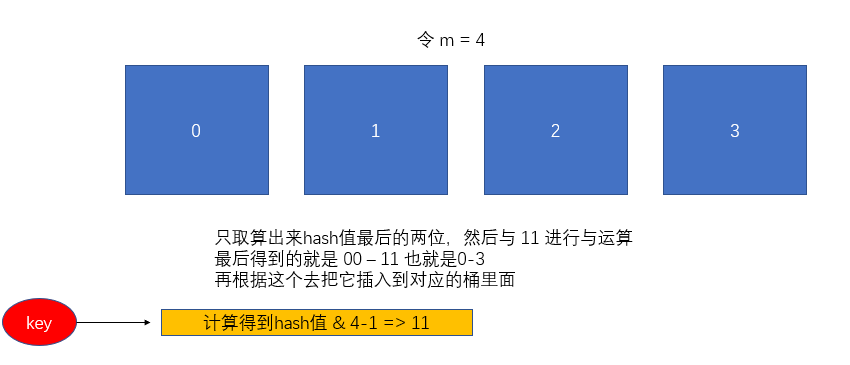 令 m = 4
0
1
2
3
只取算出来hash值最后的两位，然后与 11 进行与运算
最后得到的就是 00 – 11 也就是0-3
再根据这个去把它插入到对应的桶里面
key
计算得到hash值 & 4-1 => 11